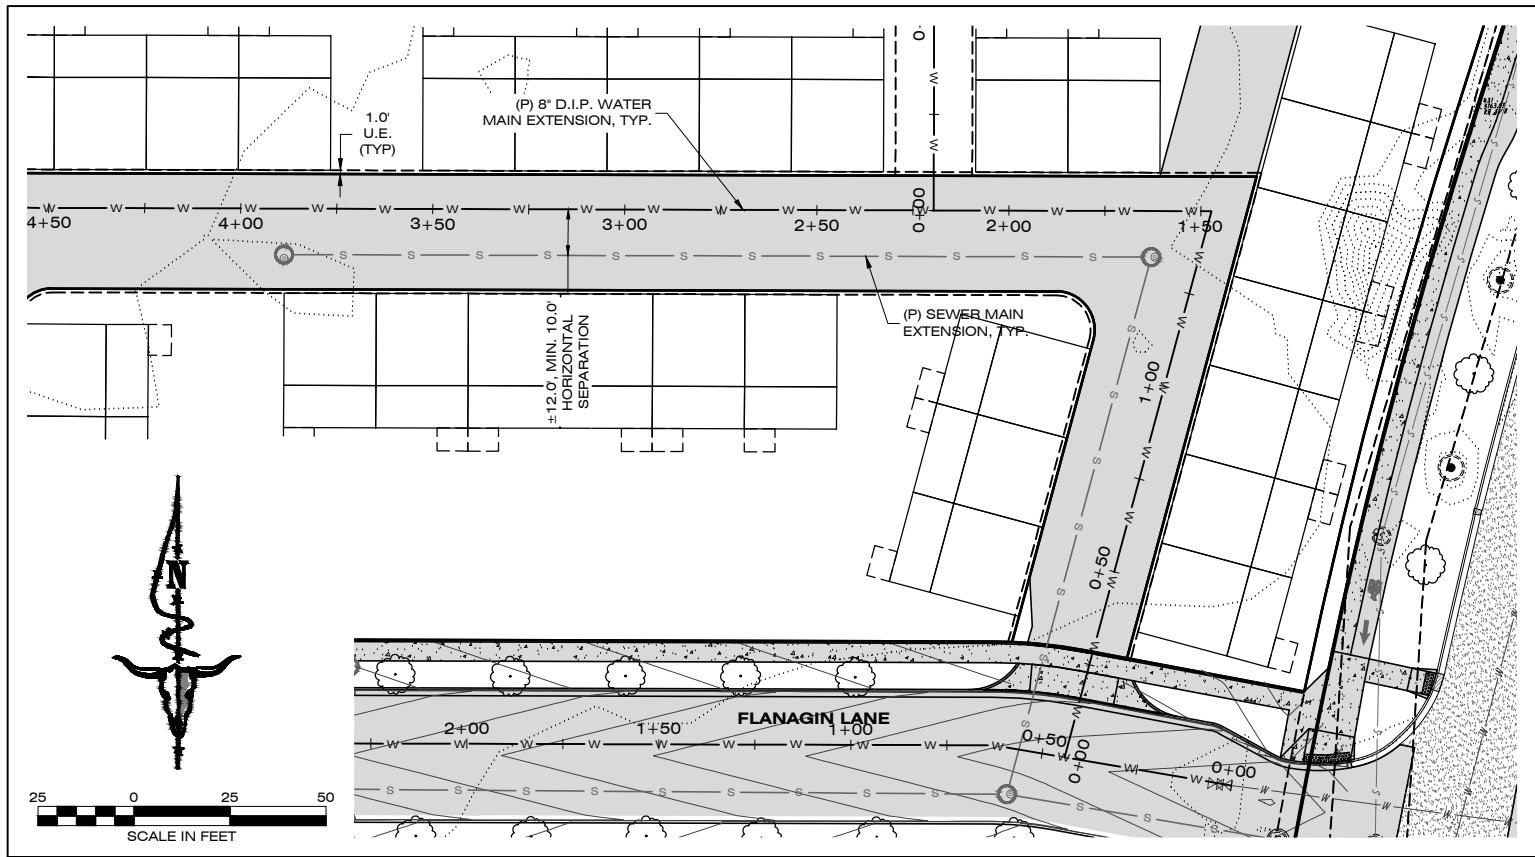 (P) 8" D.I.P. WATER
MAIN EXTENSION, TYP.
1.0'
U.E.
(TYP)
4+50
4+00
3+50
3+00
2+50
0+00
2+00
1+50
(P) SEWER MAIN
EXTENSION, TYP.
±12.0', MIN. 10.0'
HORIZONTAL
SEPARATION
1+00
0+50
N
FLANAGIN LANE
2+00
1+50
1+00
0+50
0+00
0+00
25 0 25 50
SCALE IN FEET